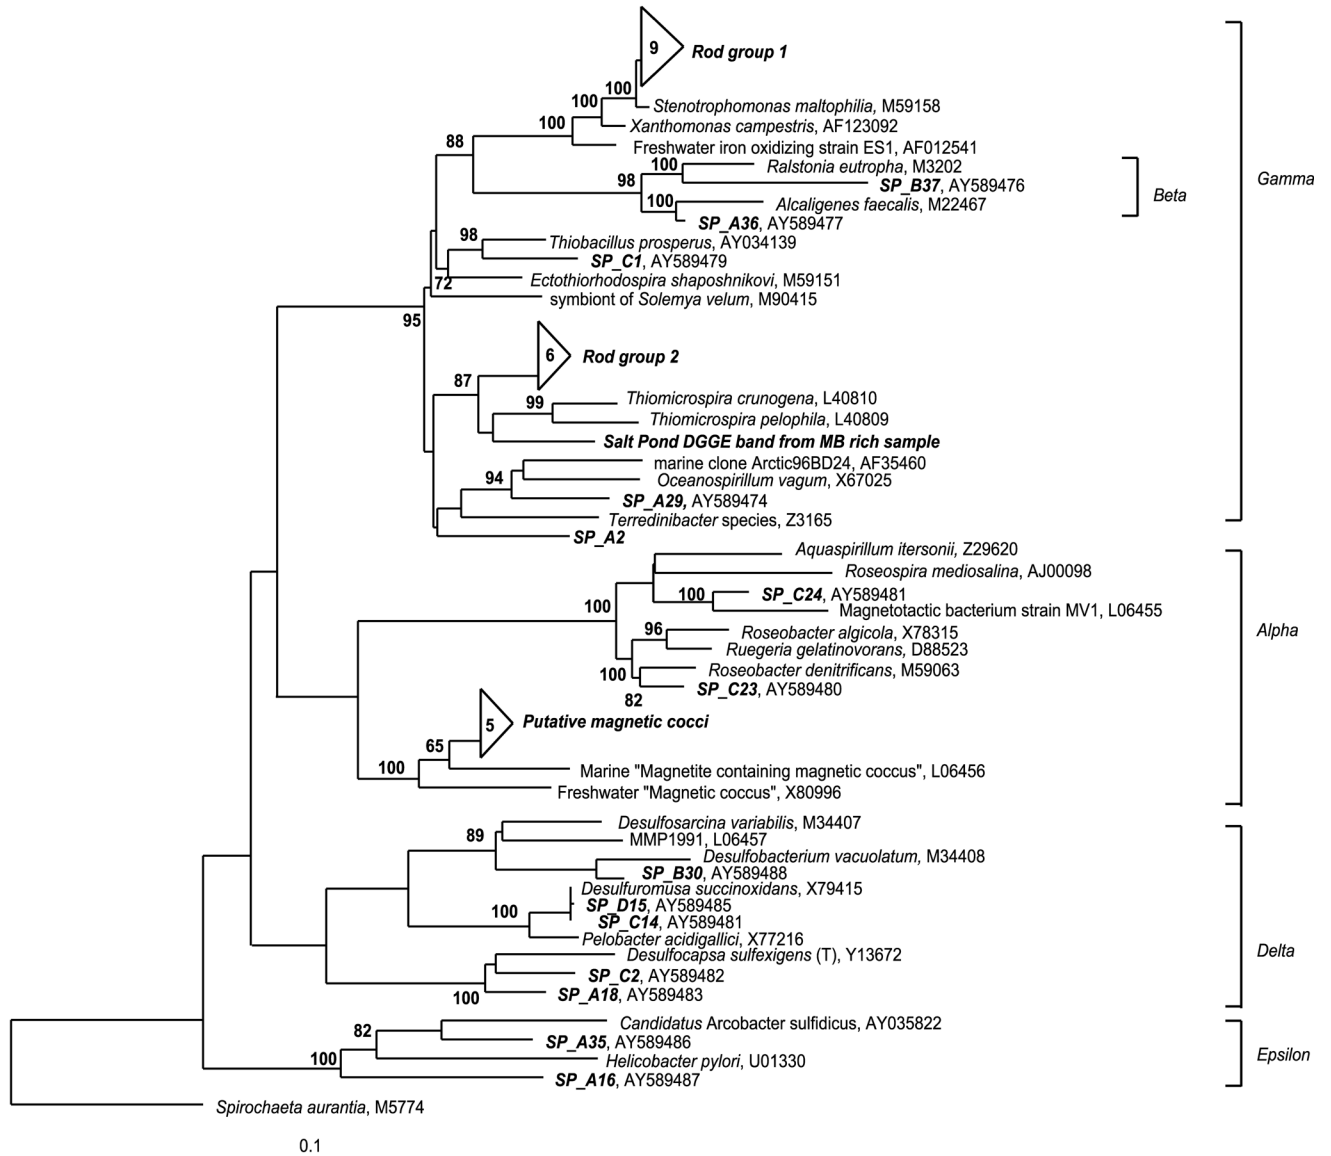 9
Rod group 1
100
Stenotrophomonas maltophilia, M59158
100
Xanthomonas campestris, AF123092
100
Freshwater iron oxidizing strain ES1, AF012541
88
100
Ralstonia eutropha, M3202
98
SP_B37, AY589476
Beta
Gamma
100
Alcaligenes faecalis, M22467
SP_A36, AY589477
98
Thiobacillus prosperus, AY034139
SP_C1, AY589479
72
Ectothiorhodospira shaposhnikovi, M59151
symbiont of Solemya velum, M90415
95
6
Rod group 2
87
Thiomicrospira crunogena, L40810
99
Thiomicrospira pelophila, L40809
Salt Pond DGGE band from MB rich sample
marine clone Arctic96BD24, AF35460
94
Oceanospirillum vagum, X67025
SP_A29, AY589474
Terredinibacter species, Z3165
SP_A2
Aquaspirillum itersonii, Z29620
Roseospira mediosalina, AJ00098
100
100
SP_C24, AY589481
Magnetotactic bacterium strain MV1, L06455
96
Roseobacter algicola, X78315
Alpha
Ruegeria gelatinovorans, D88523
100
Roseobacter denitrificans, M59063
SP_C23, AY589480
82
5
Putative magnetic cocci
65
100
Marine "Magnetite containing magnetic coccus", L06456
Freshwater "Magnetic coccus", X80996
Desulfosarcina variabilis, M34407
89
MMP1991, L06457
Desulfobacterium vacuolatum, M34408
SP_B30, AY589488
Desulfuromusa succinoxidans, X79415
100
SP_D15, AY589485
SP_C14, AY589481
Pelobacter acidigallici, X77216
Desulfocapsa sulfexigens (T), Y13672
Delta
SP_C2, AY589482
100
SP_A18, AY589483
82
Candidatus Arcobacter sulfidicus, AY035822
SP_A35, AY589486
100
Helicobacter pylori, U01330
Epsilon
SP_A16, AY589487
Spirochaeta aurantia, M5774
0.1